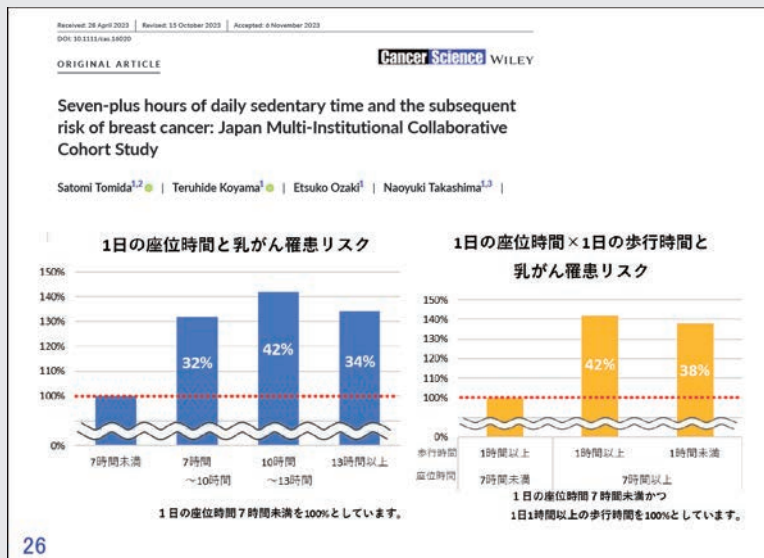 Received: 28 April 2023 | Revised: 15 October 2023 | Accepted: 6 November 2023
DOI: 10.1111/cas.16020
ORIGINAL ARTICLE
Cancer Science WILEY
Seven-plus hours of daily sedentary time and the subsequent
risk of breast cancer: Japan Multi-Institutional Collaborative
Cohort Study
Satomi Tomida1,2 | Teruhide Koyama1 | Etsuko Ozaki1 | Naoyuki Takashima1,3 |
1日の座位時間と乳がん罹患リスク
150%
140%
130%
120%
110%
100%
0%
32%
42%
34%
7時間未満
7時間
～10時間
10時間
～13時間
13時間以上
1日の座位時間7時間未満を100%としています。
1日の座位時間×1日の歩行時間と
乳がん罹患リスク
150%
140%
130%
120%
110%
100%
0%
42%
38%
歩行時間 1時間以上 1時間以上 1時間未満
座位時間 7時間未満 7時間以上
1日の座位時間7時間未満かつ
1日1時間以上の歩行時間を100%としています。
26